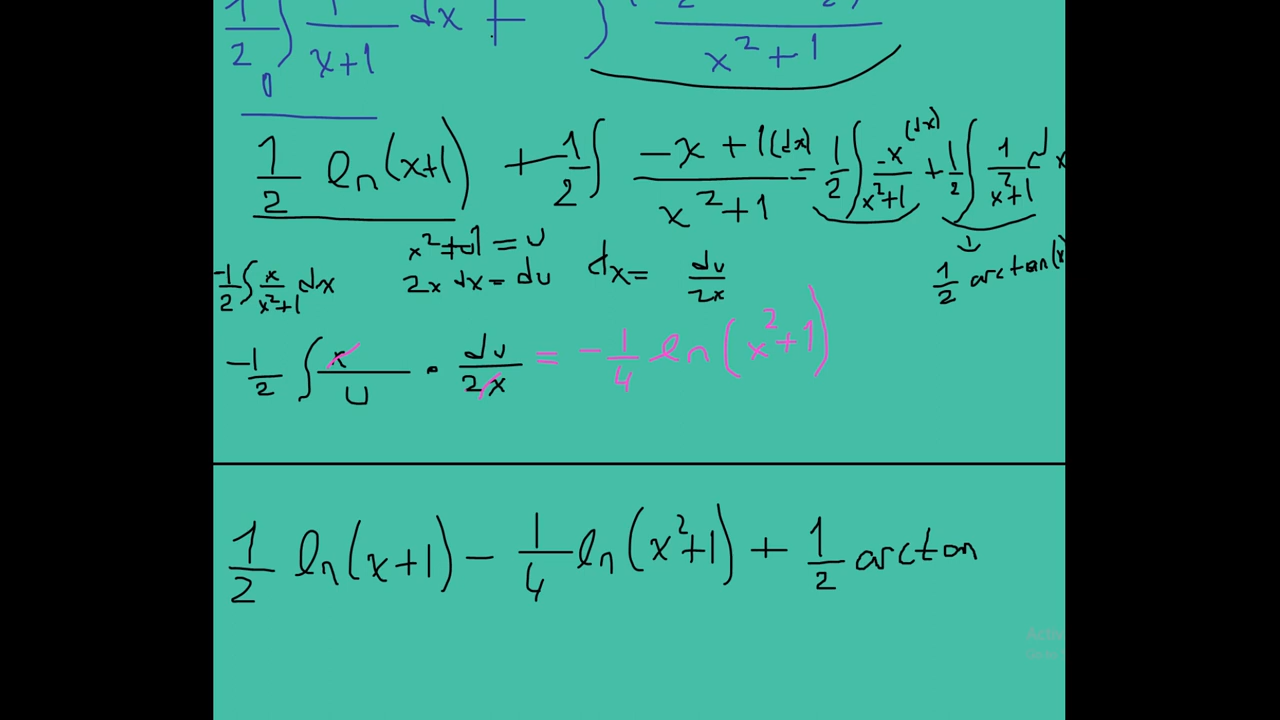 1/2 ∫ 1/(x+1) dx + ∫ /(x²+1)
0
1/2 ln(x+1) + 1/2 ∫ (-x+1(dx))/(x²+1) = 1/2 ∫ -x(dx)/(x²+1) + 1/2 ∫ 1/(x²+1) dx
x²+1 = u
-1/2 ∫ x/(x²+1) dx 2x dx = du dx = du/2x 1/2 arctan(x)
-1/2 ∫ x/u · du/2x = -1/4 ln(x²+1)
1/2 ln(x+1) - 1/4 ln(x²+1) + 1/2 arctan